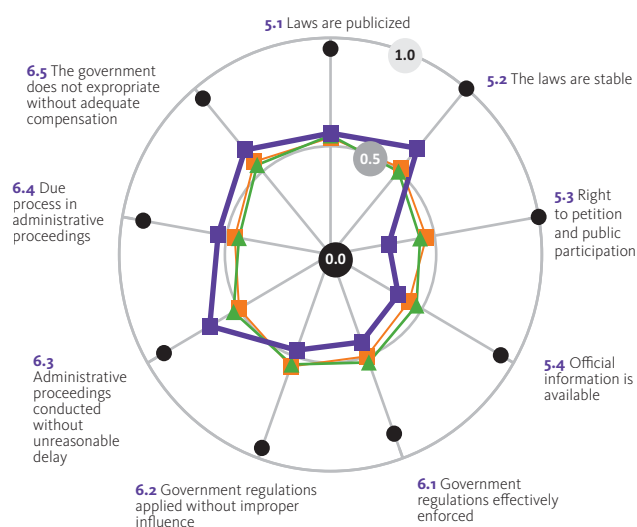 5.1 Laws are publicized
1.0
6.5 The government
does not expropriate
without adequate
compensation
5.2 The laws are stable
0.5
6.4 Due
process in
administrative
proceedings
5.3 Right
to petition
and public
participation
0.0
6.3
Administrative
proceedings
conducted
without
unreasonable
delay
5.4 Official
information is
available
6.2 Government regulations
applied without improper
influence
6.1 Government
regulations effectively
enforced